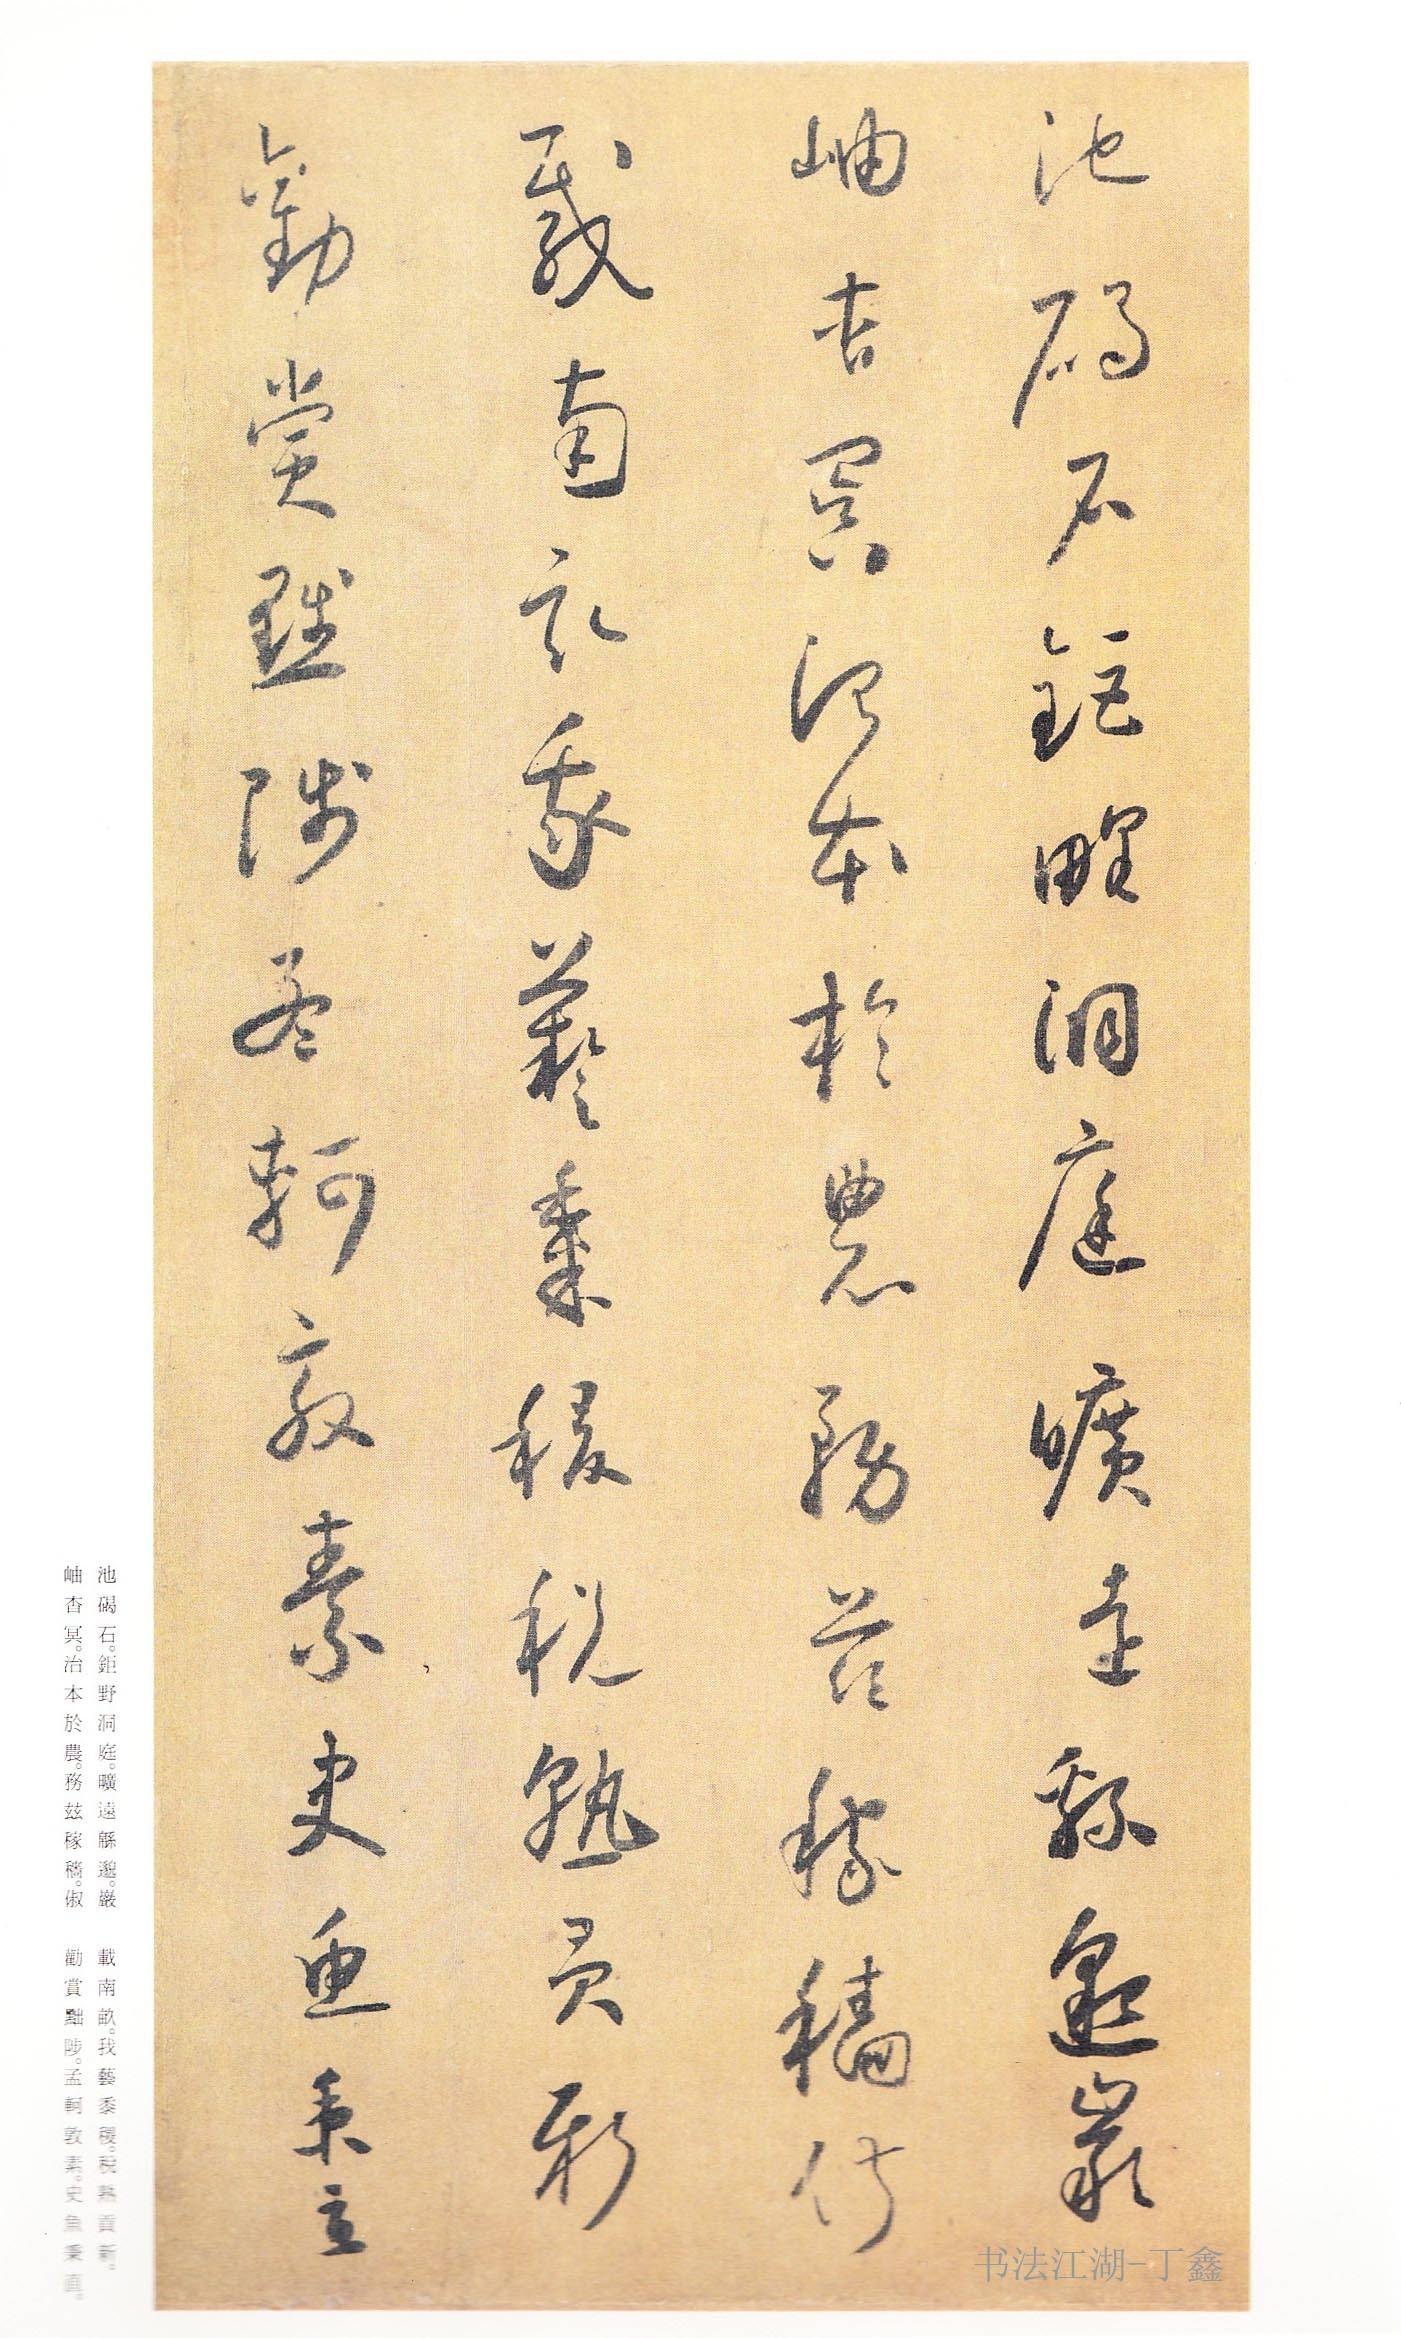 池碣石鉅野洞庭曠遠緜邈巖
岫杳冥治本於農務茲稼穡俶
載南畝我藝黍稷稅熟貢新
勸賞黜陟孟軻敦素史魚秉直
池碣石。鉅野洞庭。曠遠緜邈。巖
岫杳冥。治本於農。務茲稼穡。俶
載南畝。我藝黍稷。稅熟貢新。
勸賞黜陟。孟軻敦素。史魚秉直。
书法江湖-丁鑫